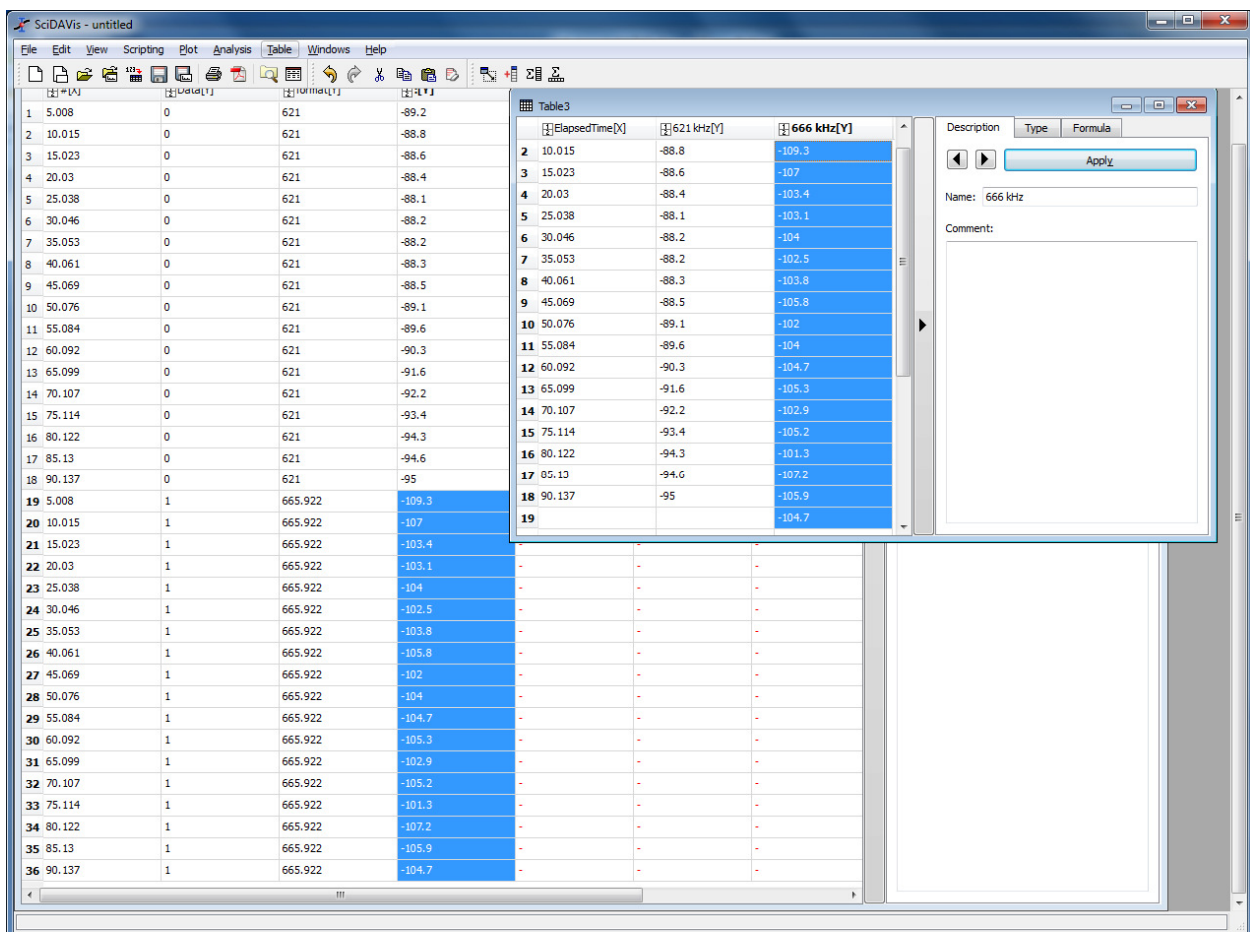 SciDAVis - untitled
File Edit View Scripting Plot Analysis Table Windows Help
#[X] Data[Y] format[Y] :[Y]
1 5.008 0 621 -89.2
2 10.015 0 621 -88.8
3 15.023 0 621 -88.6
4 20.03 0 621 -88.4
5 25.038 0 621 -88.1
6 30.046 0 621 -88.2
7 35.053 0 621 -88.2
8 40.061 0 621 -88.3
9 45.069 0 621 -88.5
10 50.076 0 621 -89.1
11 55.084 0 621 -89.6
12 60.092 0 621 -90.3
13 65.099 0 621 -91.6
14 70.107 0 621 -92.2
15 75.114 0 621 -93.4
16 80.122 0 621 -94.3
17 85.13 0 621 -94.6
18 90.137 0 621 -95
19 5.008 1 665.922 -109.3
20 10.015 1 665.922 -107
21 15.023 1 665.922 -103.4 - - -
22 20.03 1 665.922 -103.1 - - -
23 25.038 1 665.922 -104 - - -
24 30.046 1 665.922 -102.5 - - -
25 35.053 1 665.922 -103.8 - - -
26 40.061 1 665.922 -105.8 - - -
27 45.069 1 665.922 -102 - - -
28 50.076 1 665.922 -104 - - -
29 55.084 1 665.922 -104.7 - - -
30 60.092 1 665.922 -105.3 - - -
31 65.099 1 665.922 -102.9 - - -
32 70.107 1 665.922 -105.2 - - -
33 75.114 1 665.922 -101.3 - - -
34 80.122 1 665.922 -107.2 - - -
35 85.13 1 665.922 -105.9 - - -
36 90.137 1 665.922 -104.7 - - -
Table3
ElapsedTime[X] 621 kHz[Y] 666 kHz[Y]
2 10.015 -88.8 -109.3
3 15.023 -88.6 -107
4 20.03 -88.4 -103.4
5 25.038 -88.1 -103.1
6 30.046 -88.2 -104
7 35.053 -88.2 -102.5
8 40.061 -88.3 -103.8
9 45.069 -88.5 -105.8
10 50.076 -89.1 -102
11 55.084 -89.6 -104
12 60.092 -90.3 -104.7
13 65.099 -91.6 -105.3
14 70.107 -92.2 -102.9
15 75.114 -93.4 -105.2
16 80.122 -94.3 -101.3
17 85.13 -94.6 -107.2
18 90.137 -95 -105.9
19 -104.7
Description Type Formula
Apply
Name: 666 kHz
Comment: